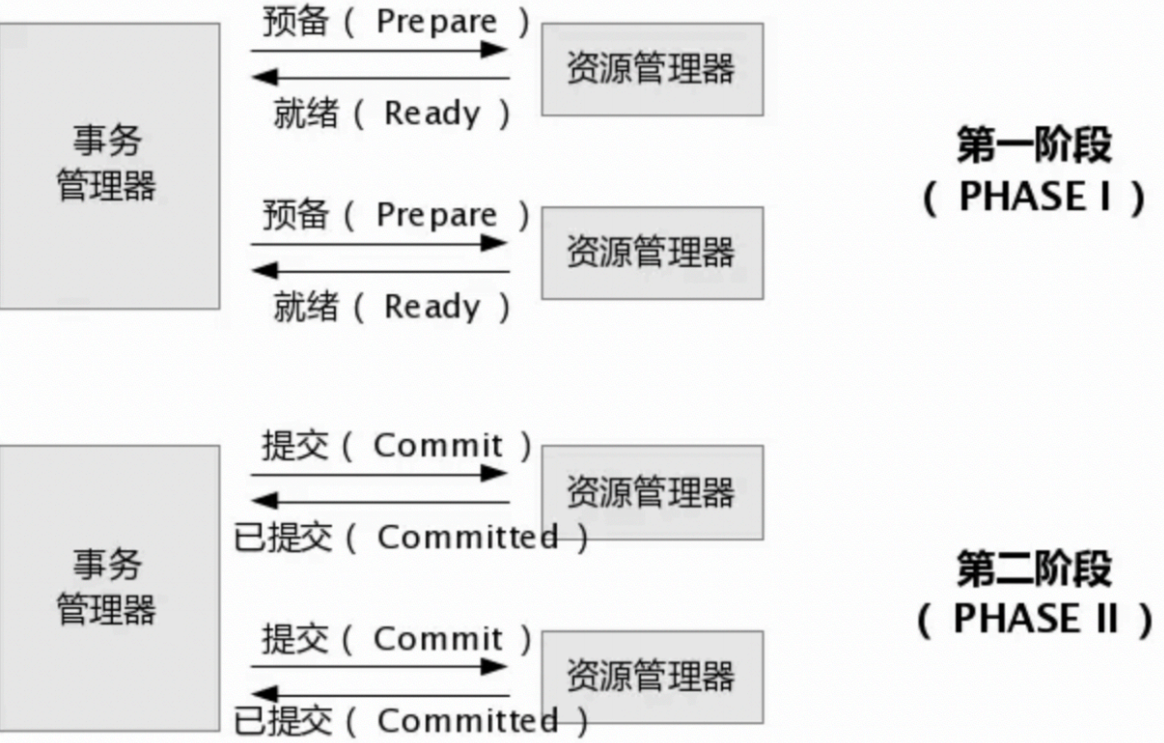 预备( Prepare )
资源管理器
就绪( Ready )
事务
管理器
第一阶段
( PHASE I )
预备( Prepare )
资源管理器
就绪( Ready )
提交( Commit )
资源管理器
已提交( Committed )
事务
管理器
第二阶段
( PHASE II )
提交( Commit )
资源管理器
已提交( Committed )